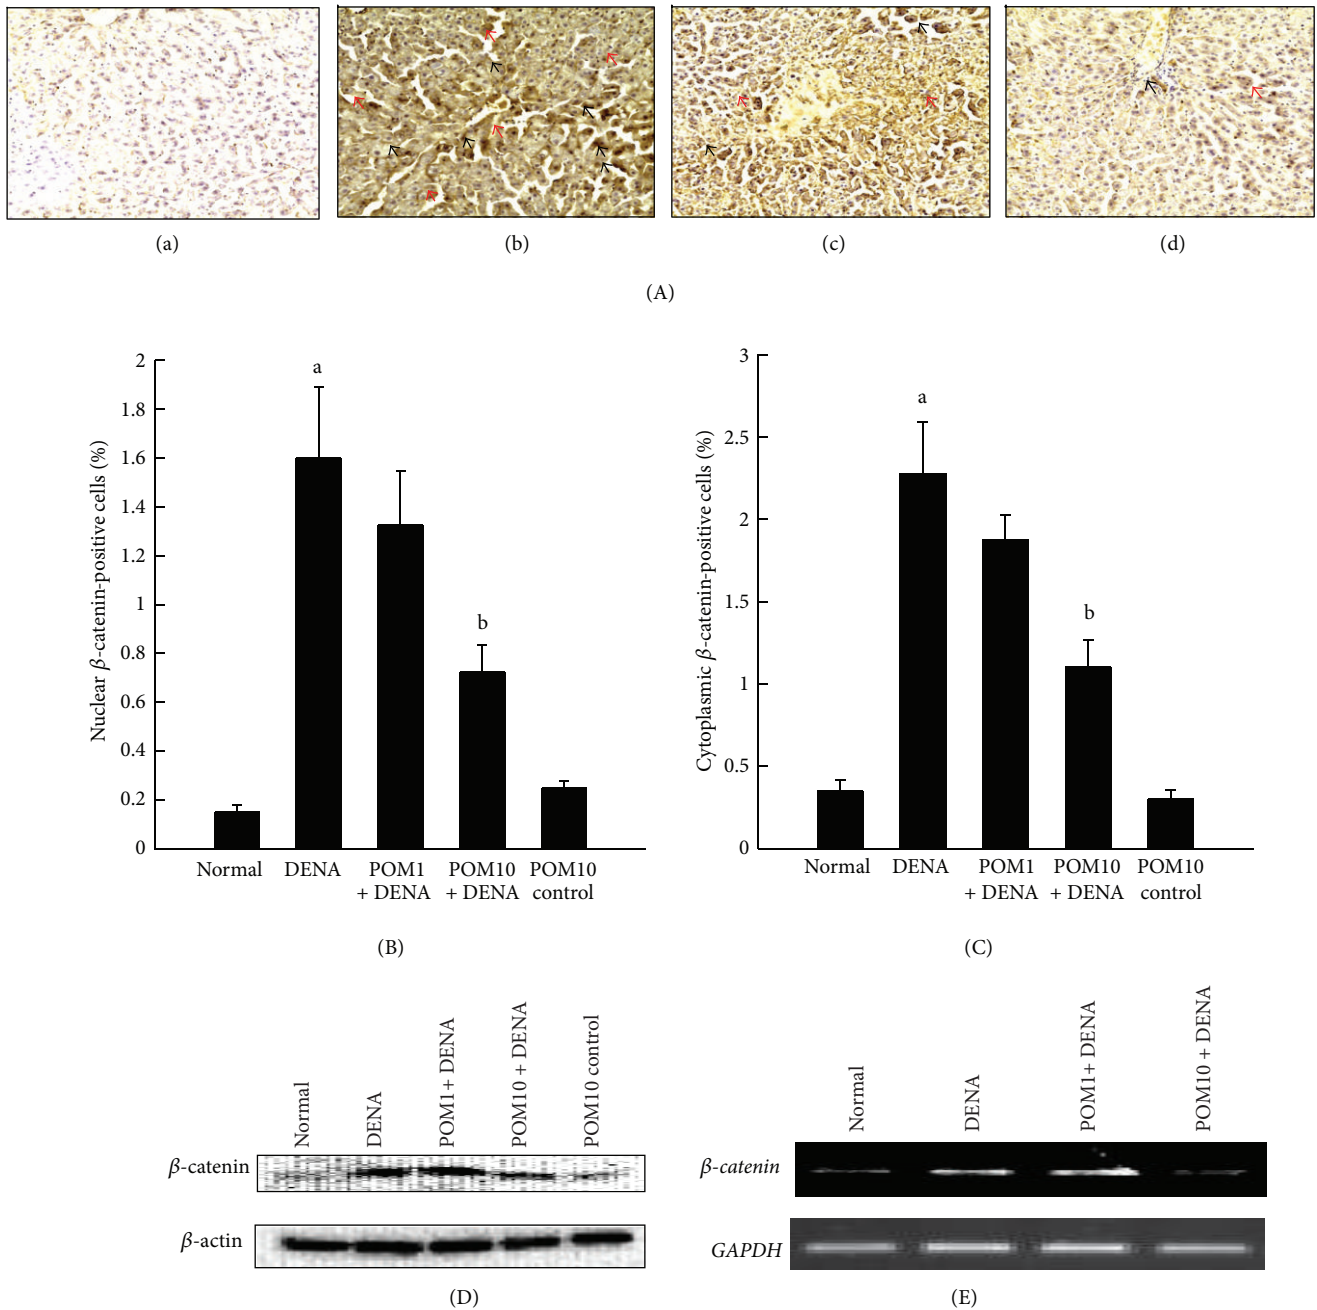 (a)
(b)
(c)
(d)
(A)
Nuclear β-catenin-positive cells (%)
2
1.8
1.6
1.4
1.2
1
0.8
0.6
0.4
0.2
0
a
b
Normal
DENA
POM1
+ DENA
POM10
+ DENA
POM10
control
(B)
Cytoplasmic β-catenin-positive cells (%)
3
2.5
2
1.5
1
0.5
0
a
b
Normal
DENA
POM1
+ DENA
POM10
+ DENA
POM10
control
(C)
Normal
DENA
POM1+ DENA
POM10 + DENA
POM10 control
β-catenin
β-actin
(D)
Normal
DENA
POM1+ DENA
POM10 + DENA
β-catenin
GAPDH
(E)